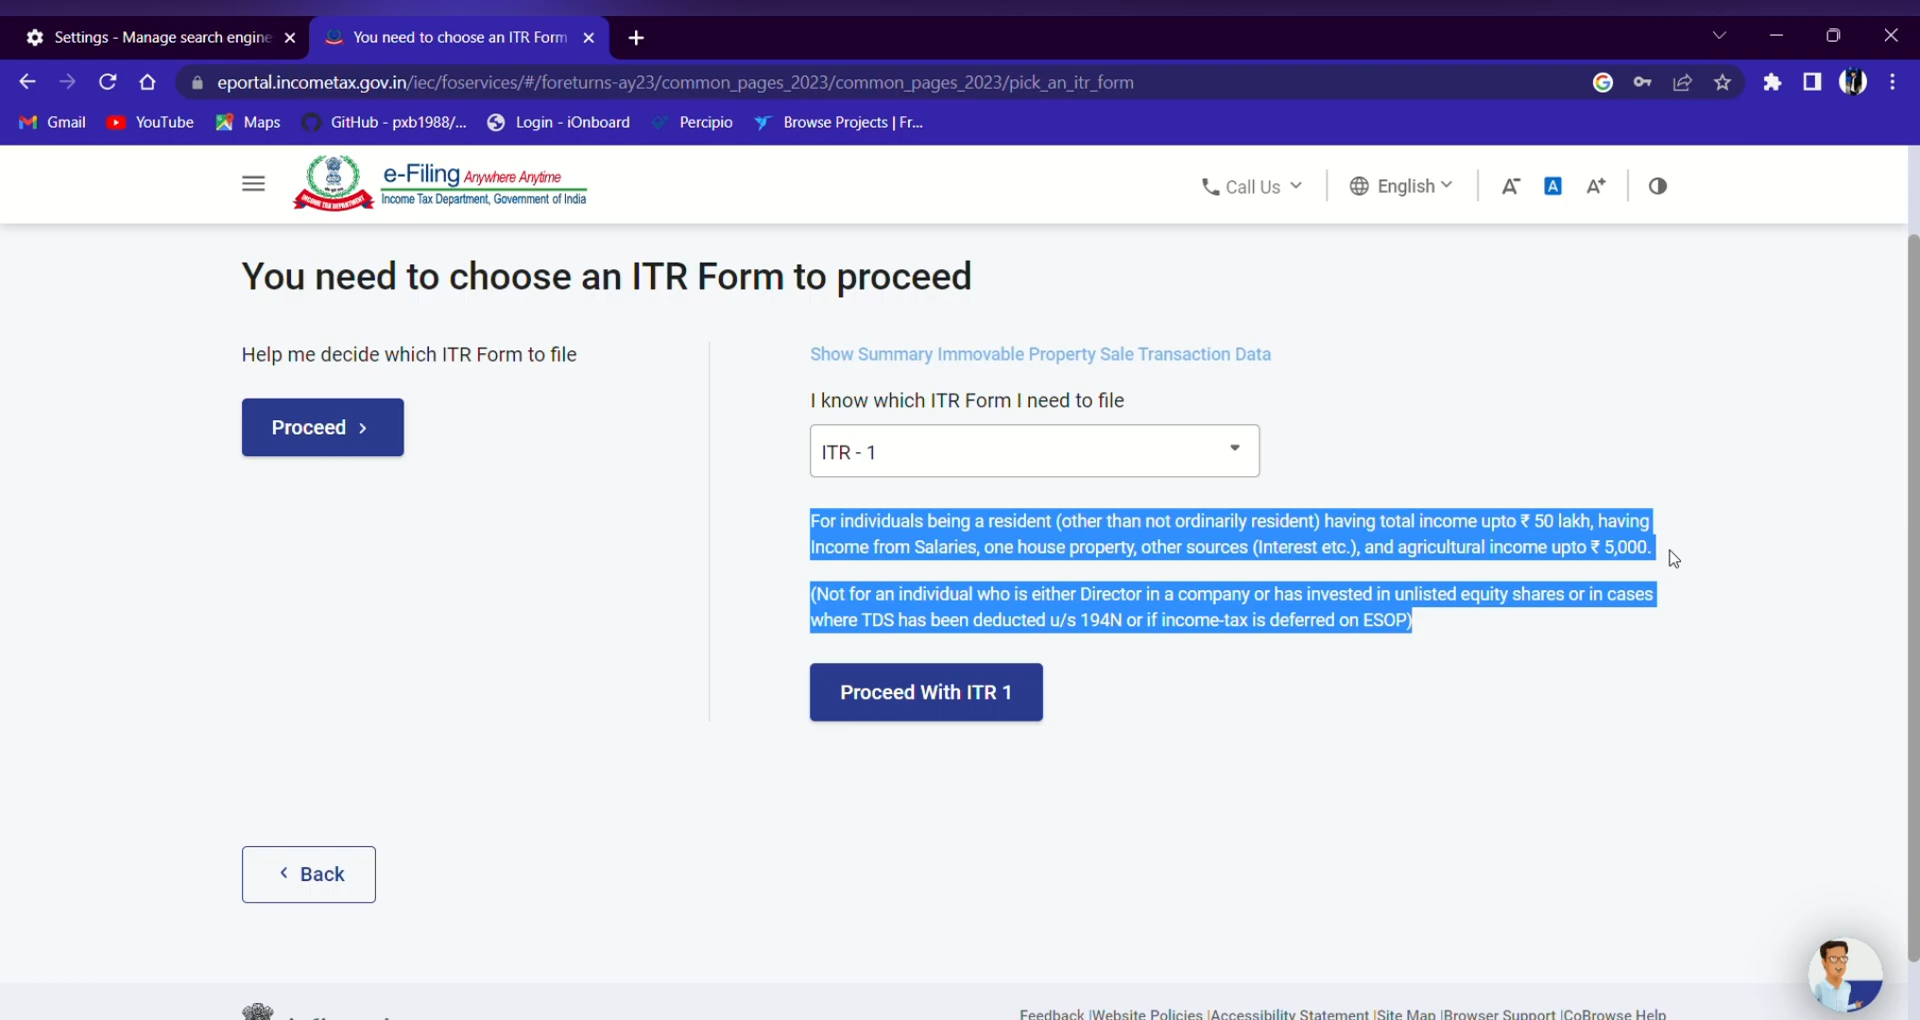 Settings - Manage search engine
You need to choose an ITR Form
eportal.incometax.gov.in/iec/foservices/#/foreturns-ay23/common_pages_2023/common_pages_2023/pick_an_itr_form
Gmail YouTube Maps GitHub - pxb1988/... Login - iOnboard Percipio Browse Projects | Fr...
e-Filing Anywhere Anytime
Income Tax Department, Government of India
INCOME TAX DEPARTMENT
Call Us English A- A A+
You need to choose an ITR Form to proceed
Help me decide which ITR Form to file
Proceed >
Show Summary Immovable Property Sale Transaction Data
I know which ITR Form I need to file
ITR - 1
For individuals being a resident (other than not ordinarily resident) having total income upto ₹ 50 lakh, having
Income from Salaries, one house property, other sources (Interest etc.), and agricultural income upto ₹ 5,000.
(Not for an individual who is either Director in a company or has invested in unlisted equity shares or in cases
where TDS has been deducted u/s 194N or if income-tax is deferred on ESOP)
Proceed With ITR 1
< Back
Feedback |Website Policies |Accessibility Statement |Site Map |Browser Support |CoBrowse Help